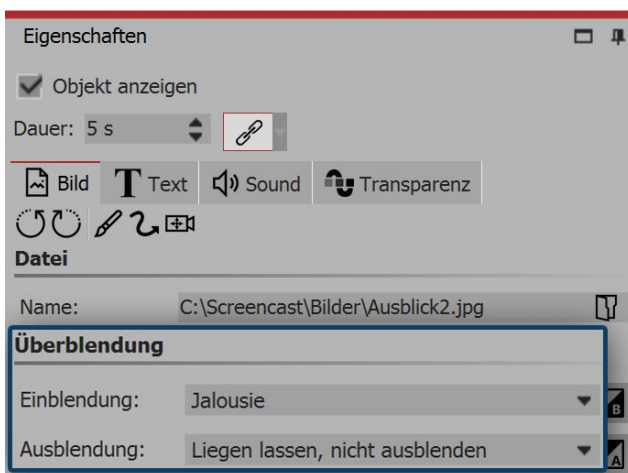 Eigenschaften
Objekt anzeigen
Dauer: 5 s
Bild Text Sound Transparenz
Datei
Name: C:\Screencast\Bilder\Ausblick2.jpg
Überblendung
Einblendung: Jalousie
B
Ausblendung: Liegen lassen, nicht ausblenden
A